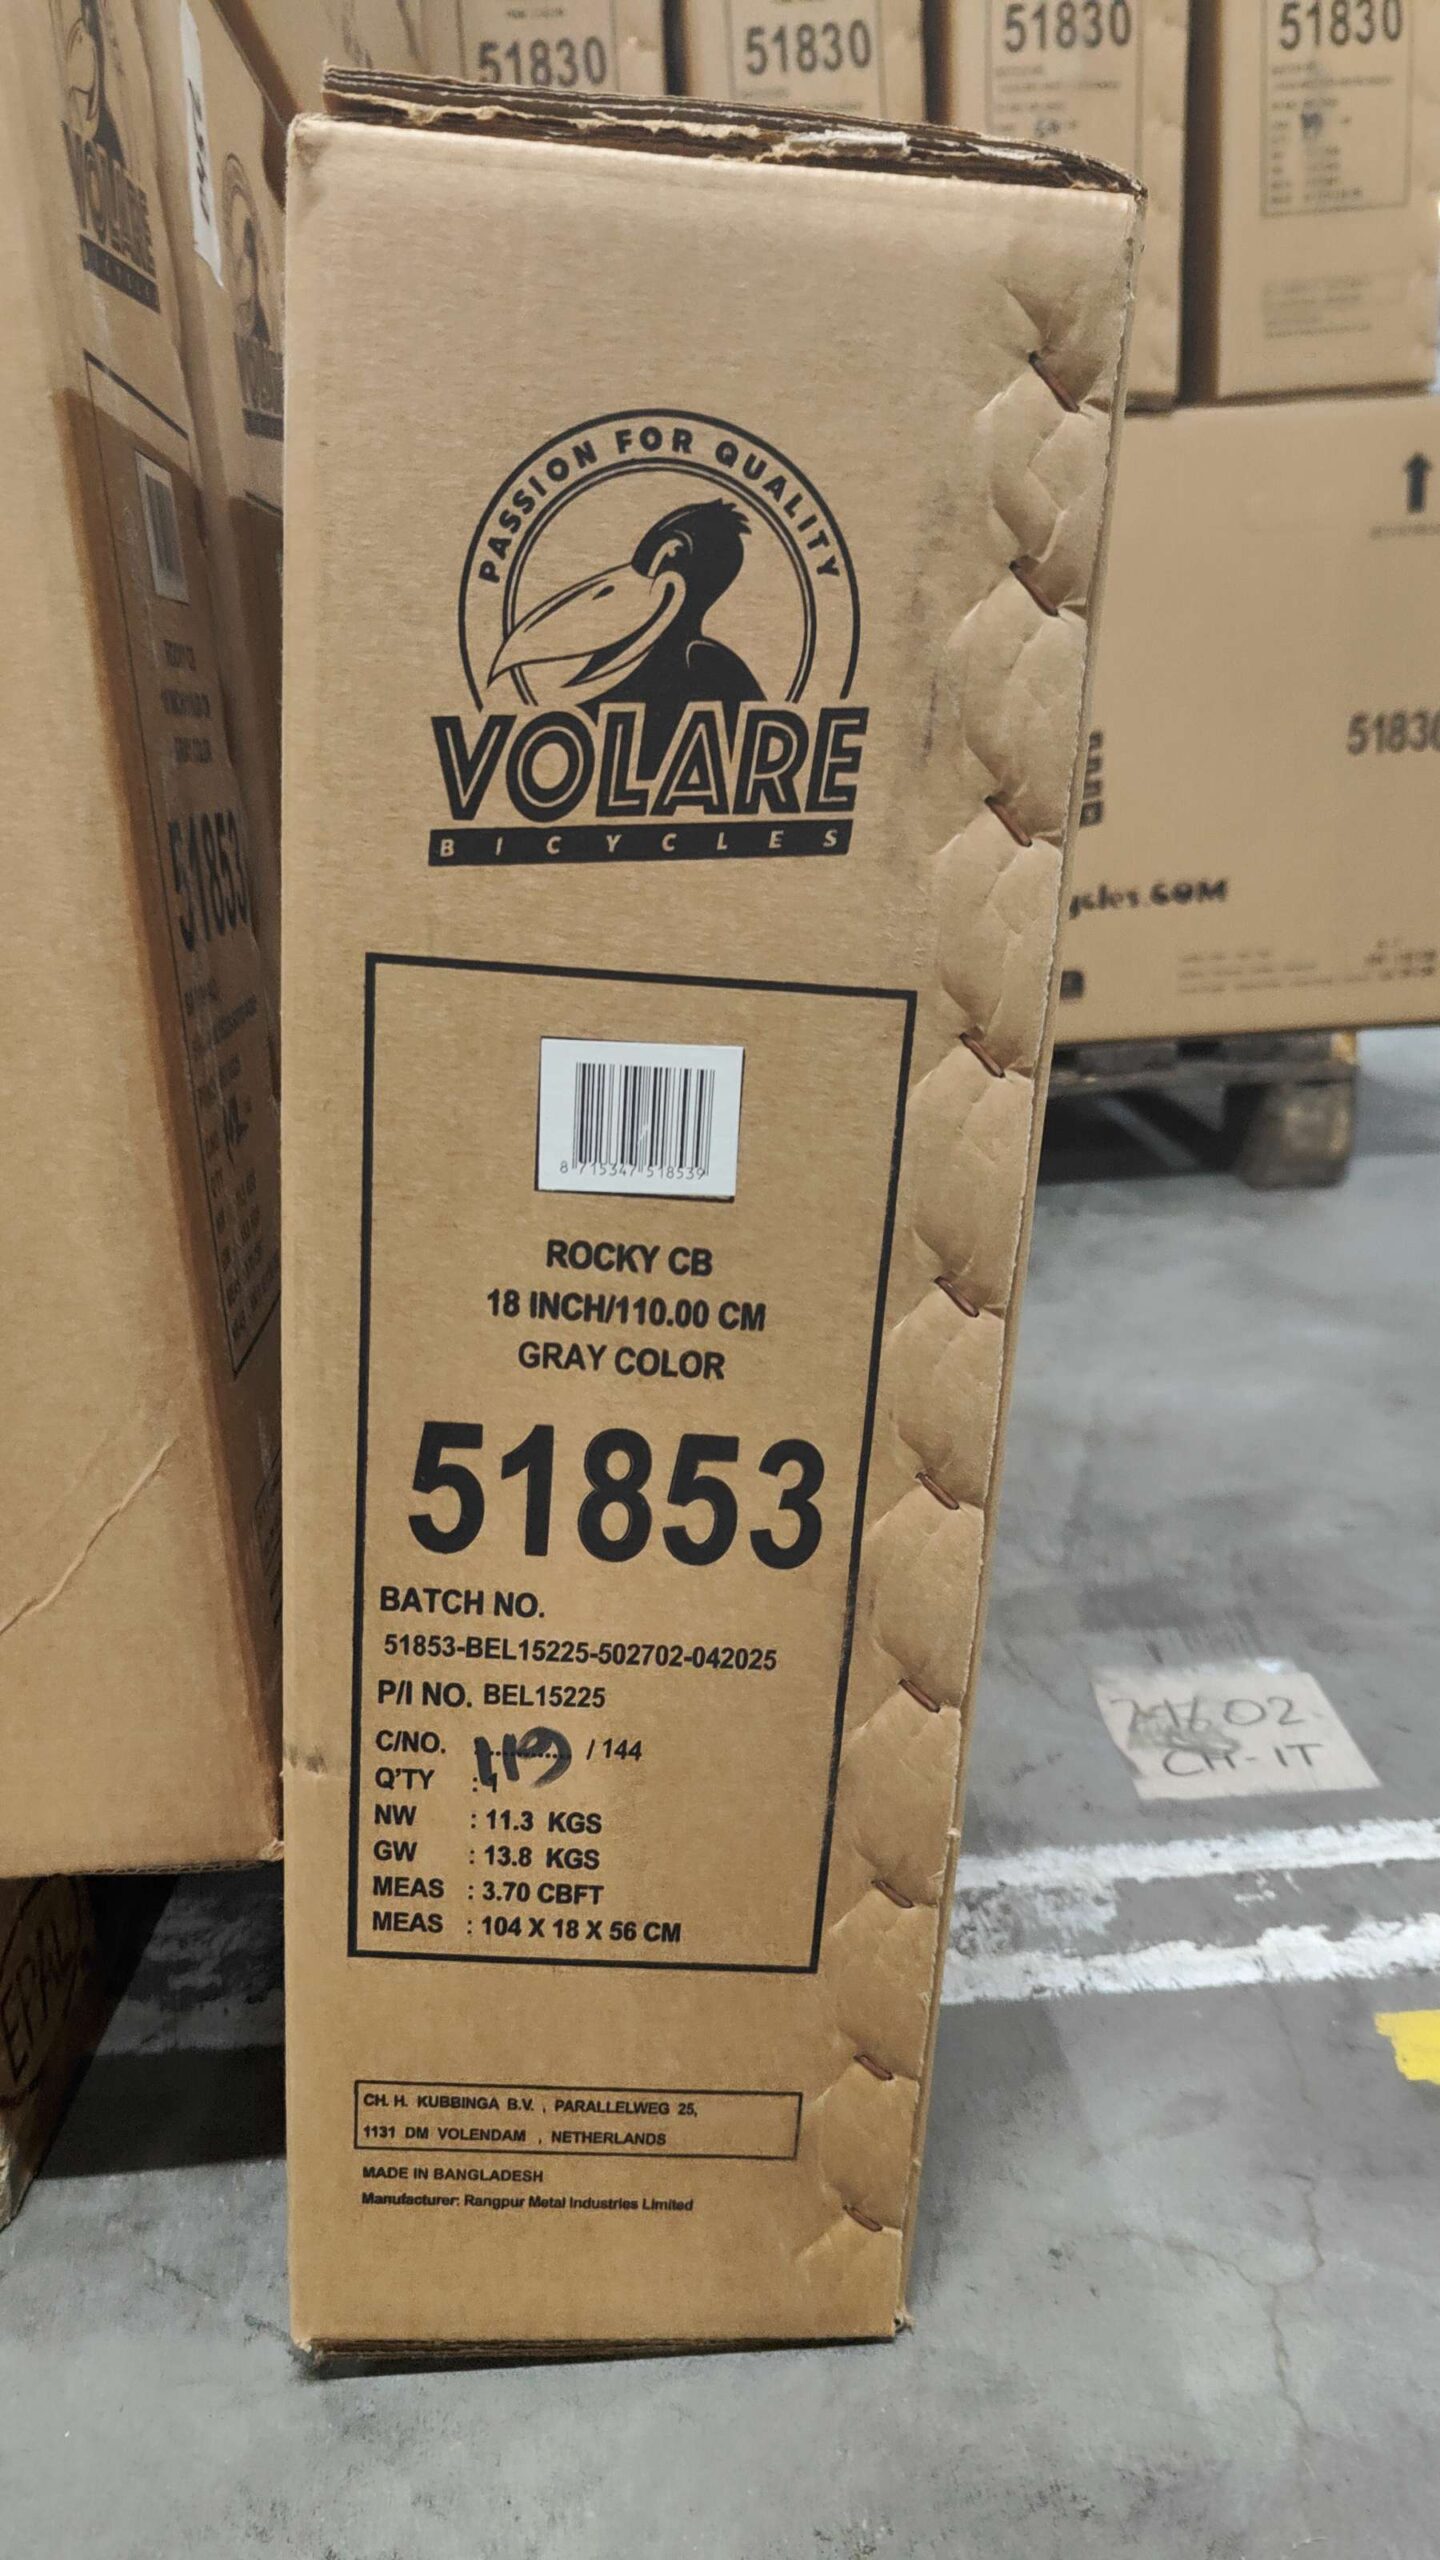 51830
51830
51830
51830
PASSION FOR QUALITY
VOLARE
BICYCLES
8 715347 518539
ROCKY CB
18 INCH/110.00 CM
GRAY COLOR
51853
BATCH NO.
51853-BEL15225-502702-042025
P/I NO. BEL15225
C/NO. / 144
Q'TY : 1
NW : 11.3 KGS
GW : 13.8 KGS
MEAS : 3.70 CBFT
MEAS : 104 X 18 X 56 CM
CH. H. KUBBINGA B.V. , PARALLELWEG 25,
1131 DM VOLENDAM , NETHERLANDS
MADE IN BANGLADESH
Manufacturer: Rangpur Metal Industries Limited
VOLARE
BICYCLES
51853
51830
CH-IT
EPAL